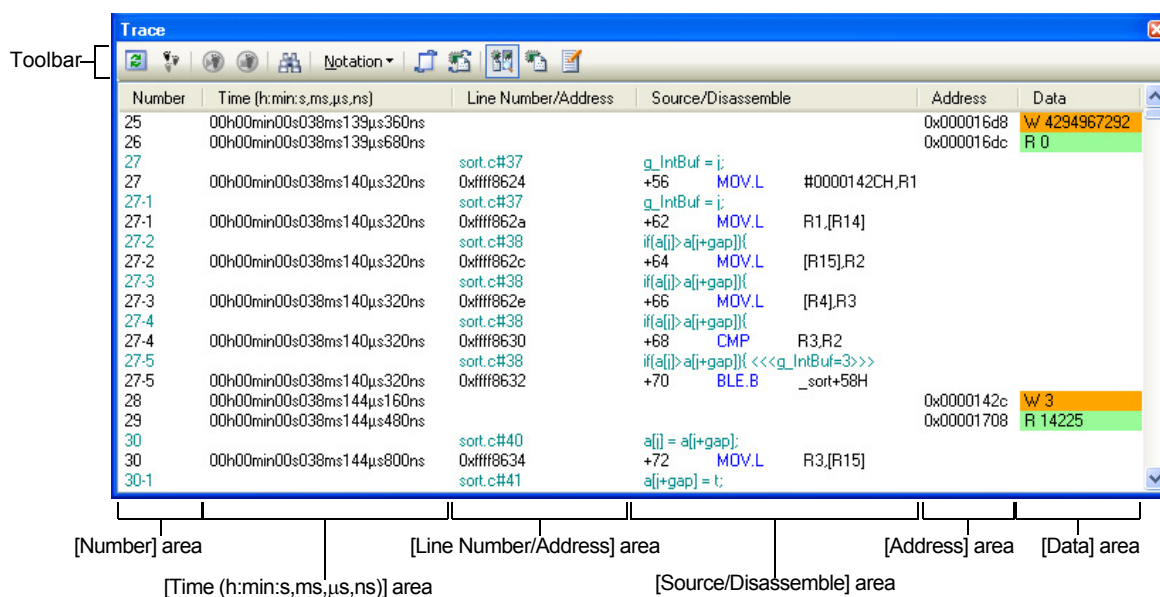 Trace
Toolbar
Notation
Number Time (h:min:s,ms,µs,ns) Line Number/Address Source/Disassemble Address Data
25 00h00min00s038ms139µs360ns 0x000016d8 W 4294967292
26 00h00min00s038ms139µs680ns 0x000016dc R 0
27 sort.c#37 g_IntBuf = j;
27 00h00min00s038ms140µs320ns 0xffff8624 +56 MOV.L #0000142CH,R1
27-1 sort.c#37 g_IntBuf = j;
27-1 00h00min00s038ms140µs320ns 0xffff862a +62 MOV.L R1,[R14]
27-2 sort.c#38 if(a[j]>a[j+gap]){
27-2 00h00min00s038ms140µs320ns 0xffff862c +64 MOV.L [R15],R2
27-3 sort.c#38 if(a[j]>a[j+gap]){
27-3 00h00min00s038ms140µs320ns 0xffff862e +66 MOV.L [R4],R3
27-4 sort.c#38 if(a[j]>a[j+gap]){
27-4 00h00min00s038ms140µs320ns 0xffff8630 +68 CMP R3,R2
27-5 sort.c#38 if(a[j]>a[j+gap]){ <<<g_IntBuf=3>>>
27-5 00h00min00s038ms140µs320ns 0xffff8632 +70 BLE.B _sort+58H
28 00h00min00s038ms144µs160ns 0x0000142c W 3
29 00h00min00s038ms144µs480ns 0x00001708 R 14225
30 sort.c#40 a[j] = a[j+gap];
30 00h00min00s038ms144µs800ns 0xffff8634 +72 MOV.L R3,[R15]
30-1 sort.c#41 a[j+gap] = t;
[Number] area [Line Number/Address] area [Address] area [Data] area
[Time (h:min:s,ms,µs,ns)] area [Source/Disassemble] area